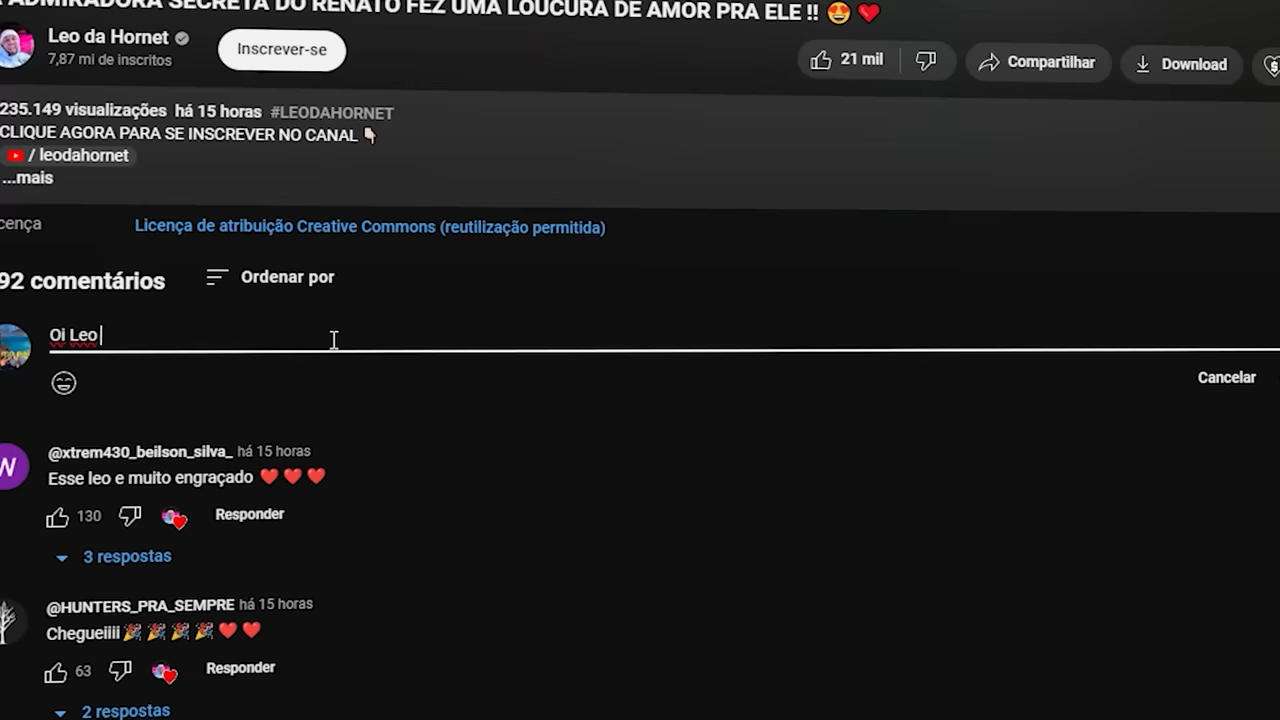 ADMIRADORA SECRETA DO RENATO FEZ UMA LOUCURA DE AMOR PRA ELE !! 😍 ❤️
Leo da Hornet
7,87 mi de inscritos
Inscrever-se
21 mil
Compartilhar
Download
235.149 visualizações há 15 horas #LEODAHORNET
CLIQUE AGORA PARA SE INSCREVER NO CANAL 👇🏻
/ leodahornet
...mais
cença
Licença de atribuição Creative Commons (reutilização permitida)
92 comentários
Ordenar por
Oi Leo
Cancelar
W
@xtrem430_beilson_silva_ há 15 horas
Esse leo e muito engraçado ❤️ ❤️ ❤️
130
Responder
3 respostas
@HUNTERS_PRA_SEMPRE há 15 horas
Chegueiiii 🎉 🎉 🎉 🎉 ❤️ ❤️
63
Responder
2 respostas